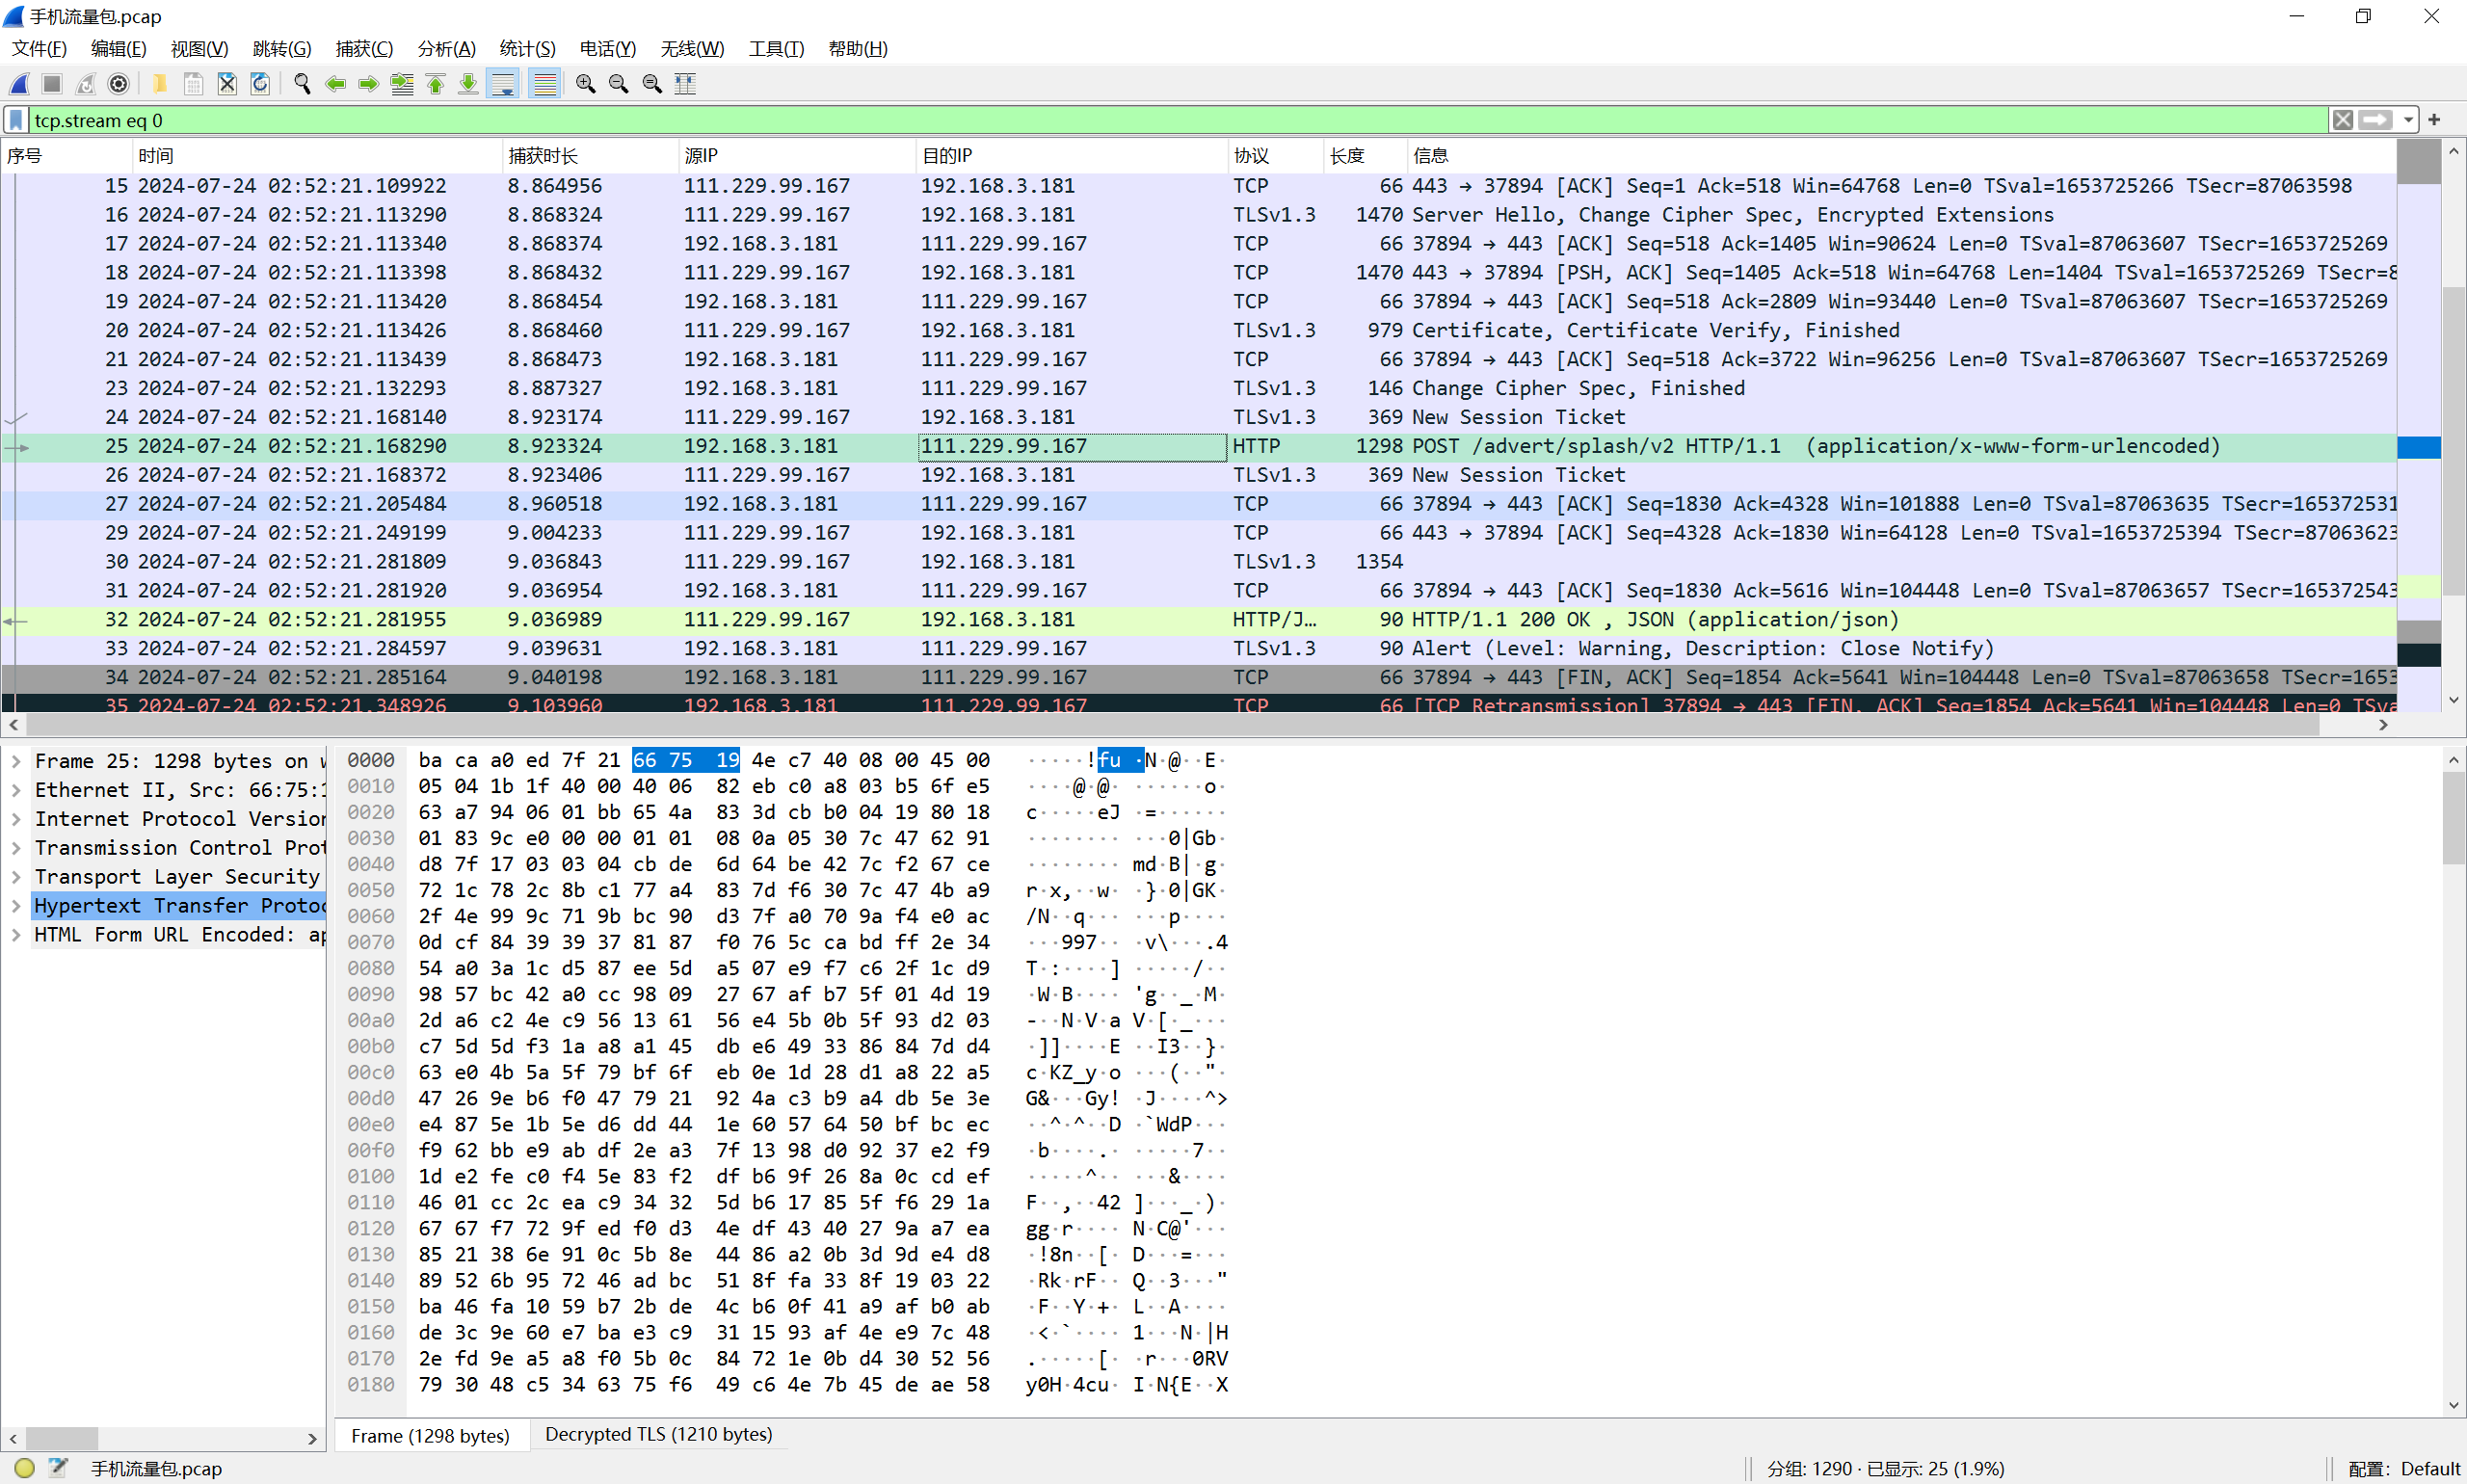 手机流量包.pcap
文件(F) 编辑(E) 视图(V) 跳转(G) 捕获(C) 分析(A) 统计(S) 电话(Y) 无线(W) 工具(T) 帮助(H)
tcp.stream eq 0
序号 时间 捕获时长 源IP 目的IP 协议 长度 信息
15 2024-07-24 02:52:21.109922 8.864956 111.229.99.167 192.168.3.181 TCP 66 443 → 37894 [ACK] Seq=1 Ack=518 Win=64768 Len=0 TSval=1653725266 TSecr=87063598
16 2024-07-24 02:52:21.113290 8.868324 111.229.99.167 192.168.3.181 TLSv1.3 1470 Server Hello, Change Cipher Spec, Encrypted Extensions
17 2024-07-24 02:52:21.113340 8.868374 192.168.3.181 111.229.99.167 TCP 66 37894 → 443 [ACK] Seq=518 Ack=1405 Win=90624 Len=0 TSval=87063607 TSecr=1653725269
18 2024-07-24 02:52:21.113398 8.868432 111.229.99.167 192.168.3.181 TCP 1470 443 → 37894 [PSH, ACK] Seq=1405 Ack=518 Win=64768 Len=1404 TSval=1653725269 TSecr=8
19 2024-07-24 02:52:21.113420 8.868454 192.168.3.181 111.229.99.167 TCP 66 37894 → 443 [ACK] Seq=518 Ack=2809 Win=93440 Len=0 TSval=87063607 TSecr=1653725269
20 2024-07-24 02:52:21.113426 8.868460 111.229.99.167 192.168.3.181 TLSv1.3 979 Certificate, Certificate Verify, Finished
21 2024-07-24 02:52:21.113439 8.868473 192.168.3.181 111.229.99.167 TCP 66 37894 → 443 [ACK] Seq=518 Ack=3722 Win=96256 Len=0 TSval=87063607 TSecr=1653725269
23 2024-07-24 02:52:21.132293 8.887327 192.168.3.181 111.229.99.167 TLSv1.3 146 Change Cipher Spec, Finished
24 2024-07-24 02:52:21.168140 8.923174 111.229.99.167 192.168.3.181 TLSv1.3 369 New Session Ticket
25 2024-07-24 02:52:21.168290 8.923324 192.168.3.181 111.229.99.167 HTTP 1298 POST /advert/splash/v2 HTTP/1.1 (application/x-www-form-urlencoded)
26 2024-07-24 02:52:21.168372 8.923406 111.229.99.167 192.168.3.181 TLSv1.3 369 New Session Ticket
27 2024-07-24 02:52:21.205484 8.960518 192.168.3.181 111.229.99.167 TCP 66 37894 → 443 [ACK] Seq=1830 Ack=4328 Win=101888 Len=0 TSval=87063635 TSecr=165372531
29 2024-07-24 02:52:21.249199 9.004233 111.229.99.167 192.168.3.181 TCP 66 443 → 37894 [ACK] Seq=4328 Ack=1830 Win=64128 Len=0 TSval=1653725394 TSecr=87063623
30 2024-07-24 02:52:21.281809 9.036843 111.229.99.167 192.168.3.181 TLSv1.3 1354
31 2024-07-24 02:52:21.281920 9.036954 192.168.3.181 111.229.99.167 TCP 66 37894 → 443 [ACK] Seq=1830 Ack=5616 Win=104448 Len=0 TSval=87063657 TSecr=165372543
32 2024-07-24 02:52:21.281955 9.036989 111.229.99.167 192.168.3.181 HTTP/J… 90 HTTP/1.1 200 OK , JSON (application/json)
33 2024-07-24 02:52:21.284597 9.039631 192.168.3.181 111.229.99.167 TLSv1.3 90 Alert (Level: Warning, Description: Close Notify)
34 2024-07-24 02:52:21.285164 9.040198 192.168.3.181 111.229.99.167 TCP 66 37894 → 443 [FIN, ACK] Seq=1854 Ack=5641 Win=104448 Len=0 TSval=87063658 TSecr=1653
35 2024-07-24 02:52:21.348926 9.103960 192.168.3.181 111.229.99.167 TCP 66 [TCP Retransmission] 37894 → 443 [FIN, ACK] Seq=1854 Ack=5641 Win=104448 Len=0 TSva
Frame 25: 1298 bytes on w
Ethernet II, Src: 66:75:1
Internet Protocol Version
Transmission Control Prot
Transport Layer Security
Hypertext Transfer Protoc
HTML Form URL Encoded: ap
0000 ba ca a0 ed 7f 21 66 75 19 4e c7 40 08 00 45 00 ·····!fu ·N·@··E·
0010 05 04 1b 1f 40 00 40 06 82 eb c0 a8 03 b5 6f e5 ····@·@· ······o·
0020 63 a7 94 06 01 bb 65 4a 83 3d cb b0 04 19 80 18 c·····eJ ·=······
0030 01 83 9c e0 00 00 01 01 08 0a 05 30 7c 47 62 91 ········ ···0|Gb·
0040 d8 7f 17 03 03 04 cb de 6d 64 be 42 7c f2 67 ce ········ md·B|·g·
0050 72 1c 78 2c 8b c1 77 a4 83 7d f6 30 7c 47 4b a9 r·x,··w· ·}·0|GK·
0060 2f 4e 99 9c 71 9b bc 90 d3 7f a0 70 9a f4 e0 ac /N··q··· ···p····
0070 0d cf 84 39 39 37 81 87 f0 76 5c ca bd ff 2e 34 ···997·· ·v\···.4
0080 54 a0 3a 1c d5 87 ee 5d a5 07 e9 f7 c6 2f 1c d9 T·:····] ·····/··
0090 98 57 bc 42 a0 cc 98 09 27 67 af b7 5f 01 4d 19 ·W·B···· 'g··_·M·
00a0 2d a6 c2 4e c9 56 13 61 56 e4 5b 0b 5f 93 d2 03 -··N·V·a V·[·_···
00b0 c7 5d 5d f3 1a a8 a1 45 db e6 49 33 86 84 7d d4 ·]]····E ··I3··}·
00c0 63 e0 4b 5a 5f 79 bf 6f eb 0e 1d 28 d1 a8 22 a5 c·KZ_y·o ···(··"·
00d0 47 26 9e b6 f0 47 79 21 92 4a c3 b9 a4 db 5e 3e G&···Gy! ·J····^>
00e0 e4 87 5e 1b 5e d6 dd 44 1e 60 57 64 50 bf bc ec ··^·^··D ·`WdP···
00f0 f9 62 bb e9 ab df 2e a3 7f 13 98 d0 92 37 e2 f9 ·b····.· ·····7··
0100 1d e2 fe c0 f4 5e 83 f2 df b6 9f 26 8a 0c cd ef ·····^·· ···&····
0110 46 01 cc 2c ea c9 34 32 5d b6 17 85 5f f6 29 1a F··,··42 ]···_·)·
0120 67 67 f7 72 9f ed f0 d3 4e df 43 40 27 9a a7 ea gg·r···· N·C@'···
0130 85 21 38 6e 91 0c 5b 8e 44 86 a2 0b 3d 9d e4 d8 ·!8n··[· D···=···
0140 89 52 6b 95 72 46 ad bc 51 8f fa 33 8f 19 03 22 ·Rk·rF·· Q··3···"
0150 ba 46 fa 10 59 b7 2b de 4c b6 0f 41 a9 af b0 ab ·F··Y·+· L··A····
0160 de 3c 9e 60 e7 ba e3 c9 31 15 93 af 4e e9 7c 48 ·<·`···· 1···N·|H
0170 2e fd 9e a5 a8 f0 5b 0c 84 72 1e 0b d4 30 52 56 .·····[· ·r···0RV
0180 79 30 48 c5 34 63 75 f6 49 c6 4e 7b 45 de ae 58 y0H·4cu· I·N{E··X
Frame (1298 bytes) Decrypted TLS (1210 bytes)
手机流量包.pcap 分组: 1290 · 已显示: 25 (1.9%) 配置: Default